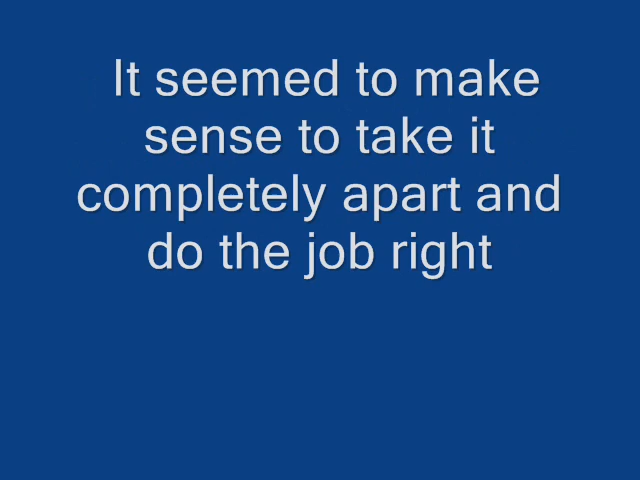 It seemed to make
sense to take it
completely apart and
do the job right